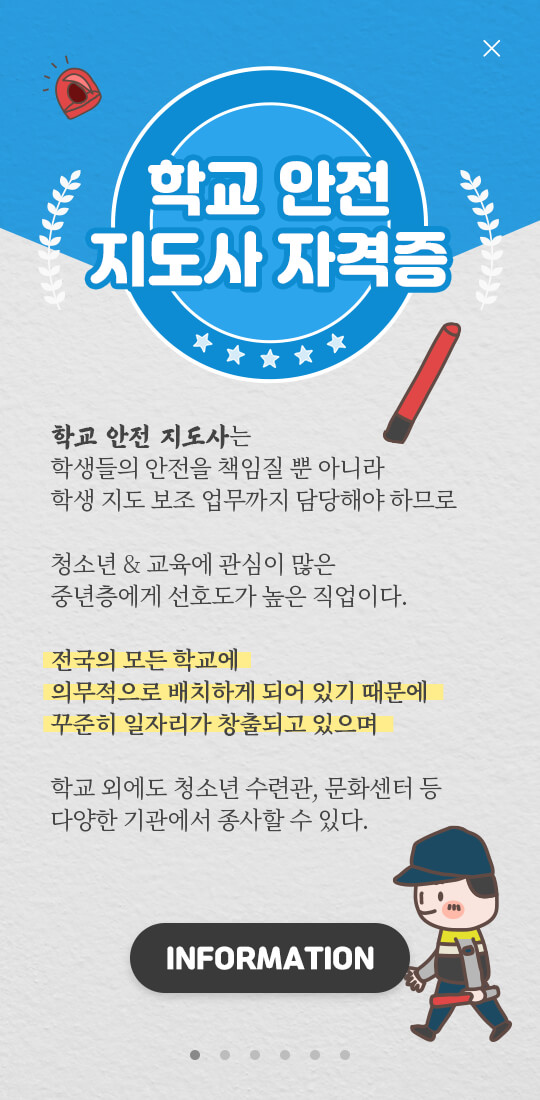 학교 안전
지도사 자격증
학교 안전 지도사는
학생들의 안전을 책임질 뿐 아니라
학생 지도 보조 업무까지 담당해야 하므로
청소년 & 교육에 관심이 많은
중년층에게 선호도가 높은 직업이다.
전국의 모든 학교에
의무적으로 배치하게 되어 있기 때문에
꾸준히 일자리가 창출되고 있으며
학교 외에도 청소년 수련관, 문화센터 등
다양한 기관에서 종사할 수 있다.
INFORMATION